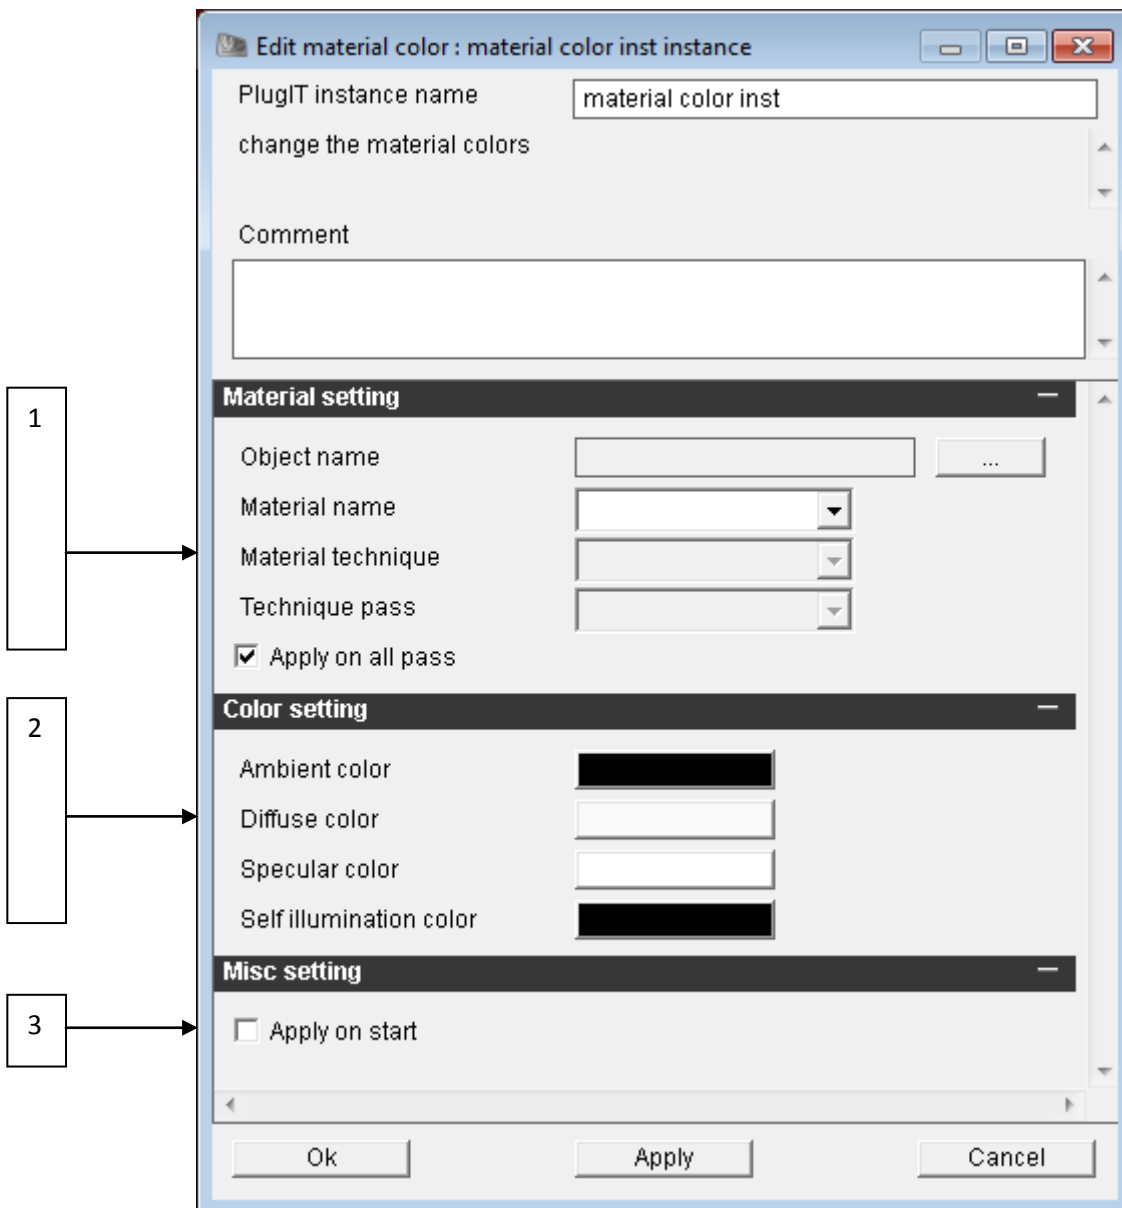 Edit material color : material color inst instance
PlugIT instance name
material color inst
change the material colors
Comment
1
Material setting
Object name
...
Material name
Material technique
Technique pass
Apply on all pass
2
Color setting
Ambient color
Diffuse color
Specular color
Self illumination color
Misc setting
3
Apply on start
Ok Apply Cancel